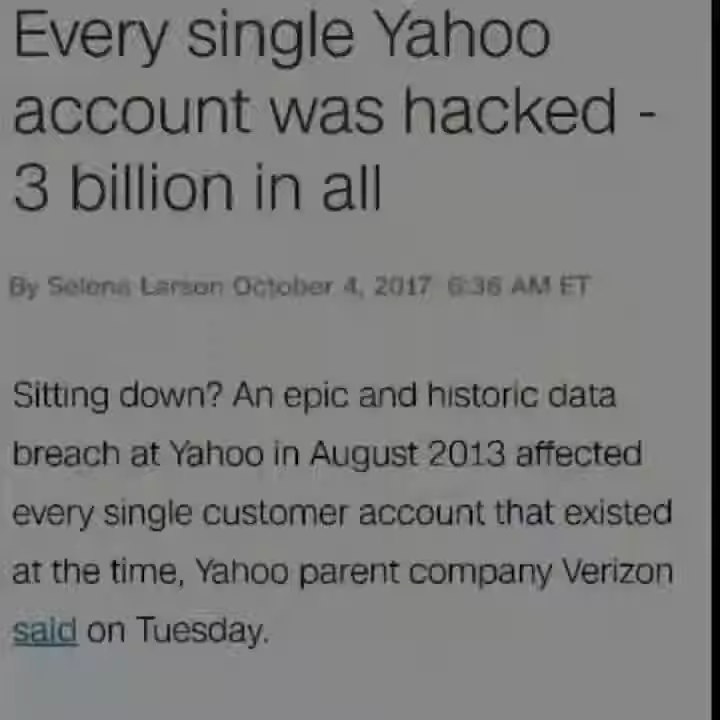 Every single Yahoo
account was hacked -
3 billion in all
By Selena Larson October 4, 2017 6:36 AM ET
Sitting down? An epic and historic data
breach at Yahoo in August 2013 affected
every single customer account that existed
at the time, Yahoo parent company Verizon
said on Tuesday.